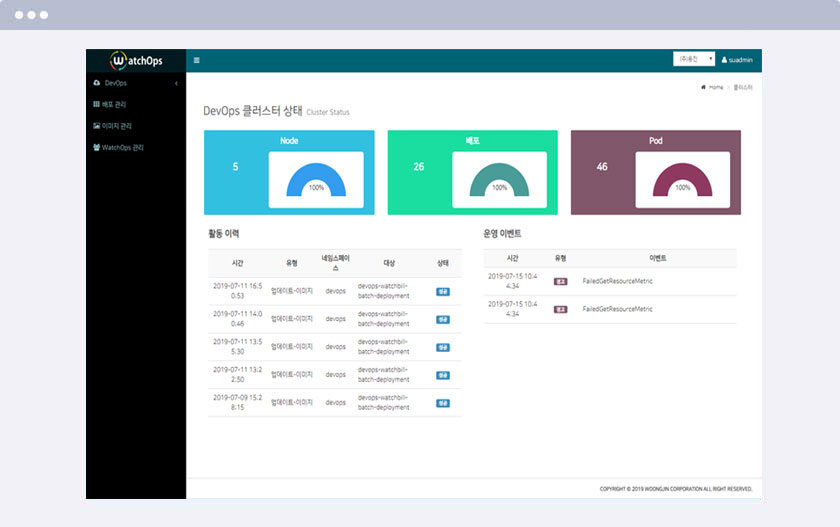 WatchOps
(주)웅진
suadmin
DevOps
배포 관리
이미지 관리
WatchOps 관리
Home > 클러스터
DevOps 클러스터 상태 Cluster Status
Node
5
100%
배포
26
100%
Pod
46
100%
활동 이력
시간 유형 네임스페이스 대상 상태
2019-07-11 16:50:53 업데이트-이미지 devops devops-watchbill-batch-deployment 성공
2019-07-11 14:00:46 업데이트-이미지 devops devops-watchbill-batch-deployment 성공
2019-07-11 13:55:30 업데이트-이미지 devops devops-watchbill-batch-deployment 성공
2019-07-11 13:22:50 업데이트-이미지 devops devops-watchbill-batch-deployment 성공
2019-07-09 15:28:15 업데이트-이미지 devops devops-watchbill-batch-deployment 성공
운영 이벤트
시간 유형 이벤트
2019-07-15 10:44:34 경고 FailedGetResourceMetric
2019-07-15 10:44:34 경고 FailedGetResourceMetric
COPYRIGHT © 2019 WOONGJIN CORPORATION ALL RIGHT RESERVED.